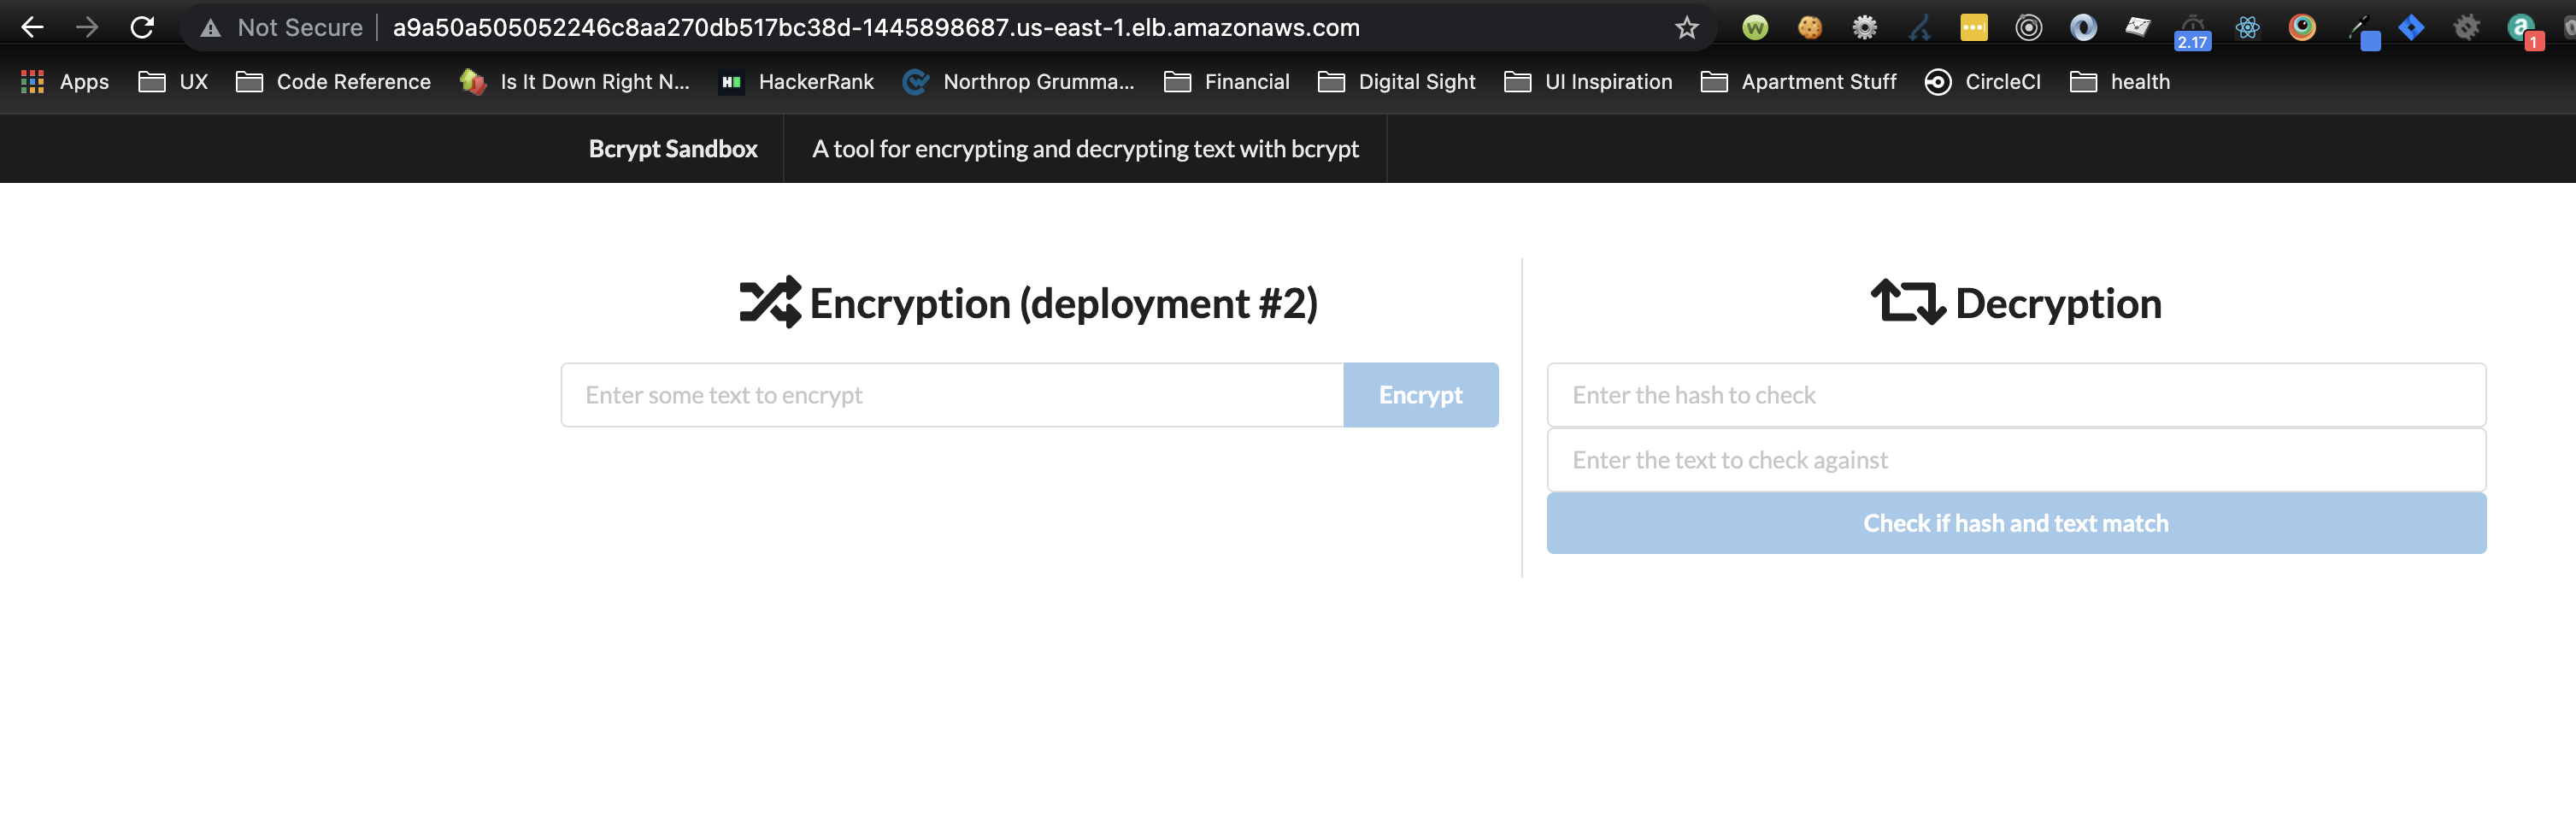 Not Secure a9a50a505052246c8aa270db517bc38d-1445898687.us-east-1.elb.amazonaws.com
2.17 1
Apps UX Code Reference Is It Down Right N... HackerRank Northrop Grumma... Financial Digital Sight UI Inspiration Apartment Stuff CircleCI health
Bcrypt Sandbox A tool for encrypting and decrypting text with bcrypt
Encryption (deployment #2)
Enter some text to encrypt Encrypt
Decryption
Enter the hash to check
Enter the text to check against
Check if hash and text match